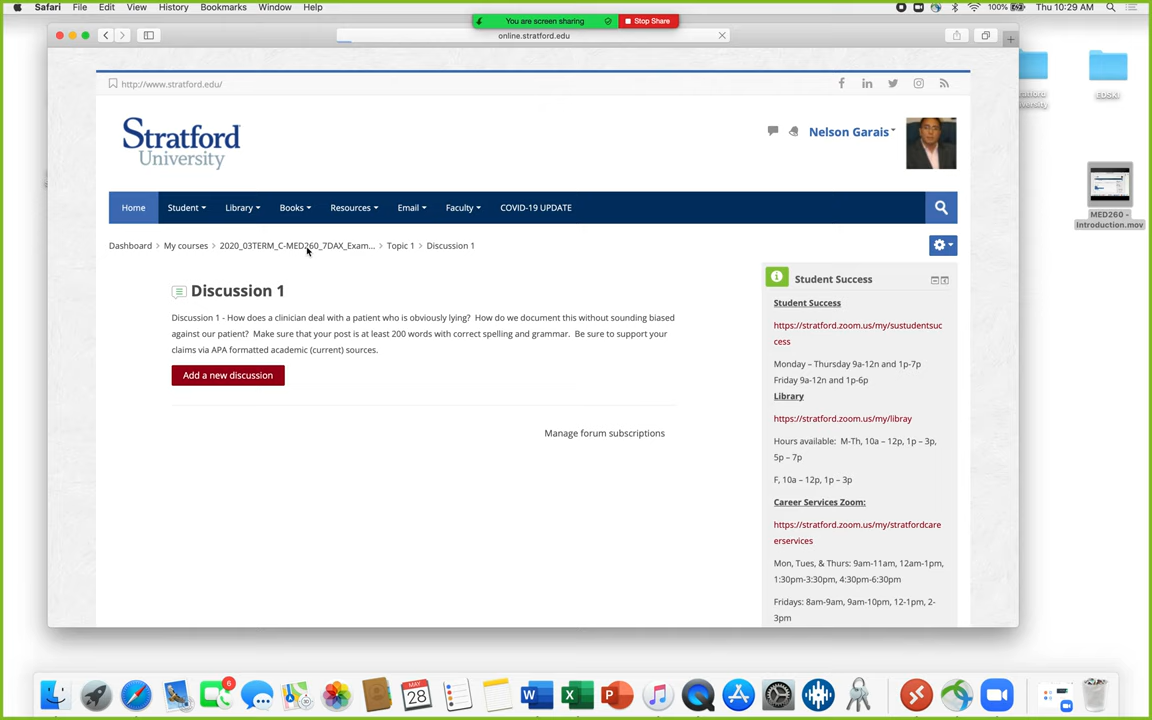 Safari File Edit View History Bookmarks Window Help
100% Thu 10:29 AM
You are screen sharing
Stop Share
online.stratford.edu
http://www.stratford.edu/
Stratford
University
Nelson Garais
Home Student Library Books Resources Email Faculty COVID-19 UPDATE
Dashboard > My courses > 2020_03TERM_C-MED260_7DAX_Exam... > Topic 1 > Discussion 1
Discussion 1
Discussion 1 - How does a clinician deal with a patient who is obviously lying? How do we document this without sounding biased
against our patient? Make sure that your post is at least 200 words with correct spelling and grammar. Be sure to support your
claims via APA formatted academic (current) sources.
Add a new discussion
Manage forum subscriptions
Student Success
Student Success
https://stratford.zoom.us/my/sustudentsuc
cess
Monday – Thursday 9a-12n and 1p-7p
Friday 9a-12n and 1p-6p
Library
https://stratford.zoom.us/my/libray
Hours available: M-Th, 10a – 12p, 1p – 3p,
5p – 7p
F, 10a – 12p, 1p – 3p
Career Services Zoom:
https://stratford.zoom.us/my/stratfordcare
erservices
Mon, Tues, & Thurs: 9am-11am, 12am-1pm,
1:30pm-3:30pm, 4:30pm-6:30pm
Fridays: 8am-9am, 9am-10pm, 12-1pm, 2-
3pm
EDSKI
MED260 -
Introduction.mov
6
MAY
28